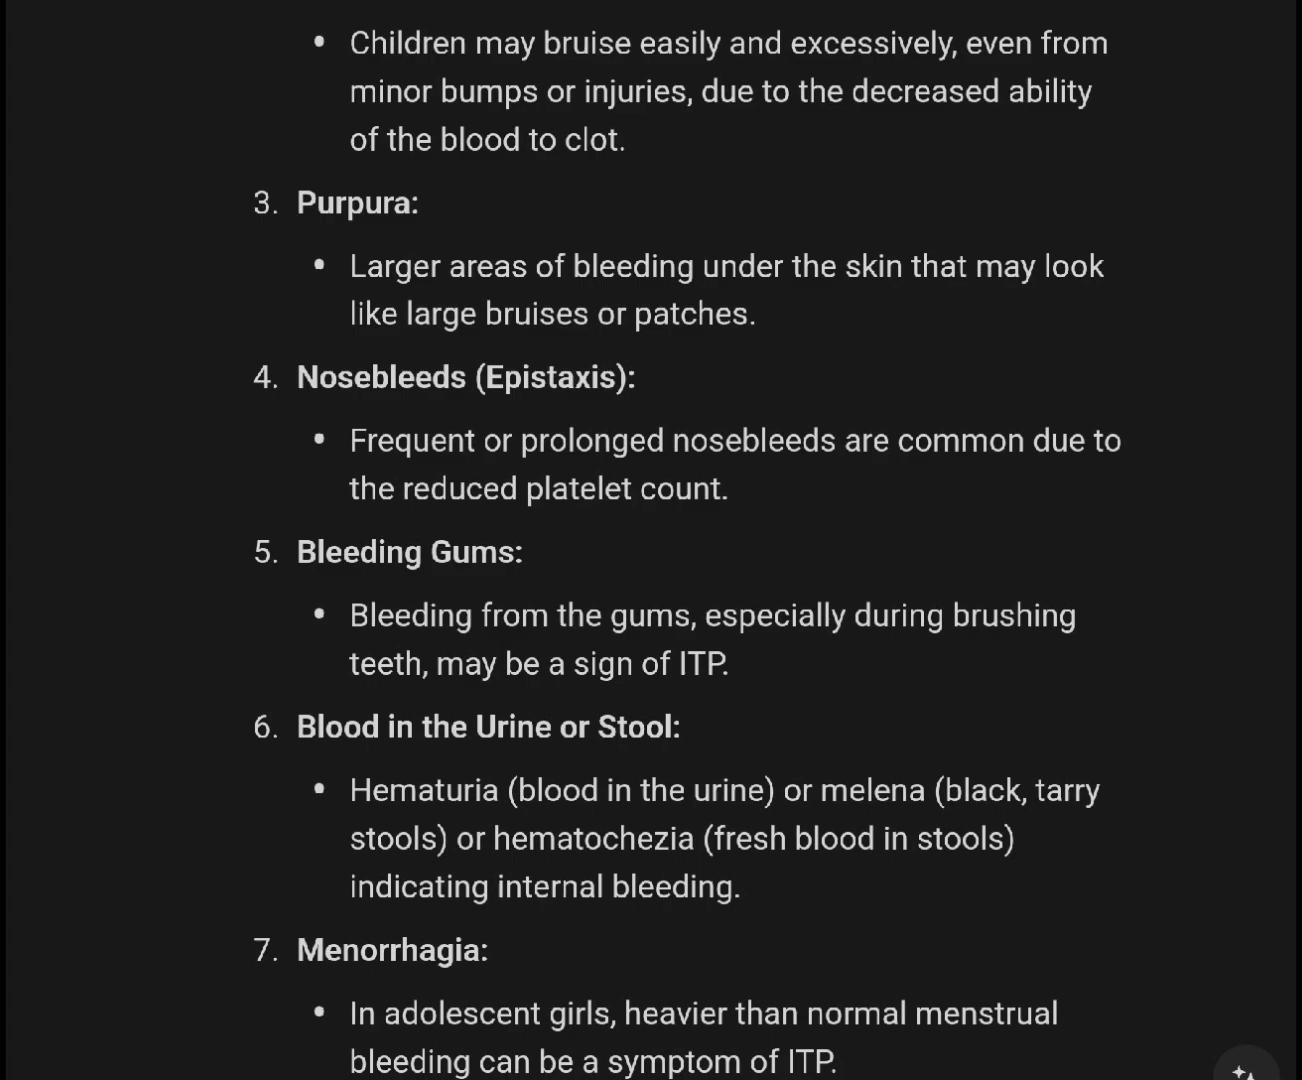 • Children may bruise easily and excessively, even from
minor bumps or injuries, due to the decreased ability
of the blood to clot.
3. Purpura:
• Larger areas of bleeding under the skin that may look
like large bruises or patches.
4. Nosebleeds (Epistaxis):
• Frequent or prolonged nosebleeds are common due to
the reduced platelet count.
5. Bleeding Gums:
• Bleeding from the gums, especially during brushing
teeth, may be a sign of ITP.
6. Blood in the Urine or Stool:
• Hematuria (blood in the urine) or melena (black, tarry
stools) or hematochezia (fresh blood in stools)
indicating internal bleeding.
7. Menorrhagia:
• In adolescent girls, heavier than normal menstrual
bleeding can be a symptom of ITP.